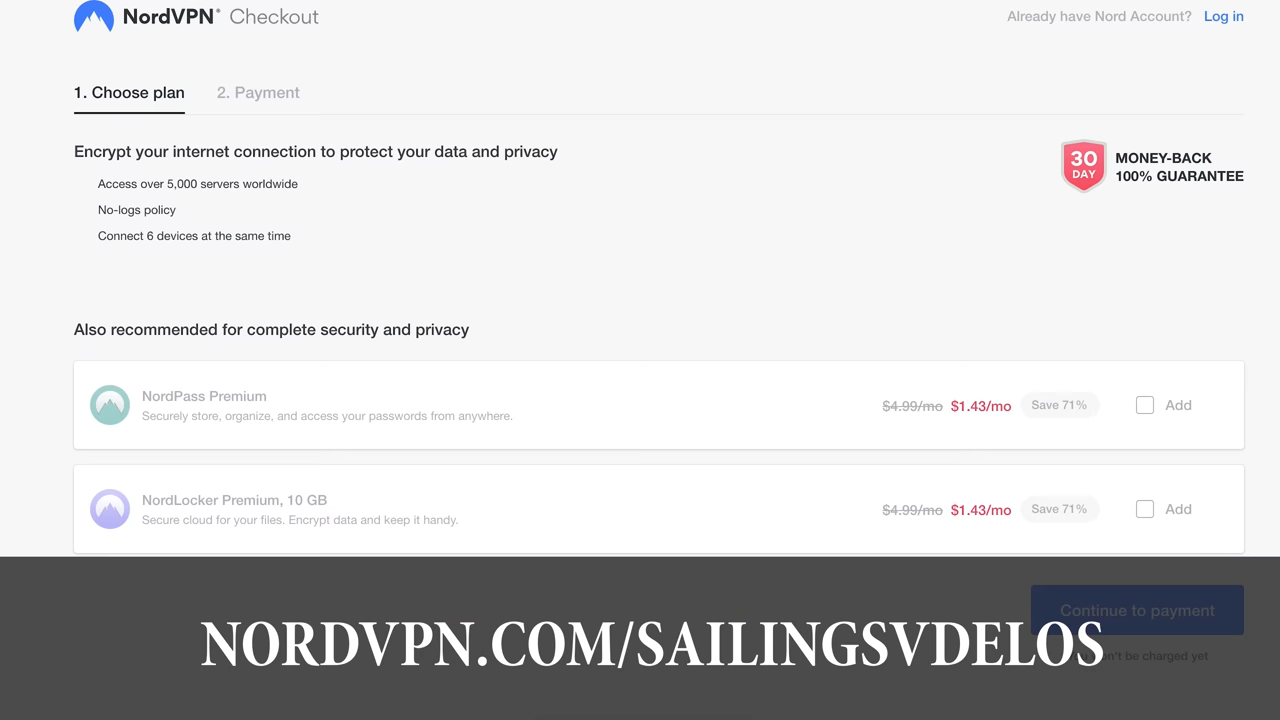 NordVPN® Checkout
Already have Nord Account? Log in
1. Choose plan 2. Payment
Encrypt your internet connection to protect your data and privacy
Access over 5,000 servers worldwide
No-logs policy
Connect 6 devices at the same time
30 DAY
MONEY-BACK
100% GUARANTEE
Also recommended for complete security and privacy
NordPass Premium
Securely store, organize, and access your passwords from anywhere.
$4.99/mo $1.43/mo Save 71% Add
NordLocker Premium, 10 GB
Secure cloud for your files. Encrypt data and keep it handy.
$4.99/mo $1.43/mo Save 71% Add
Continue to payment
NORDVPN.COM/SAILINGSVDELOS
You won't be charged yet